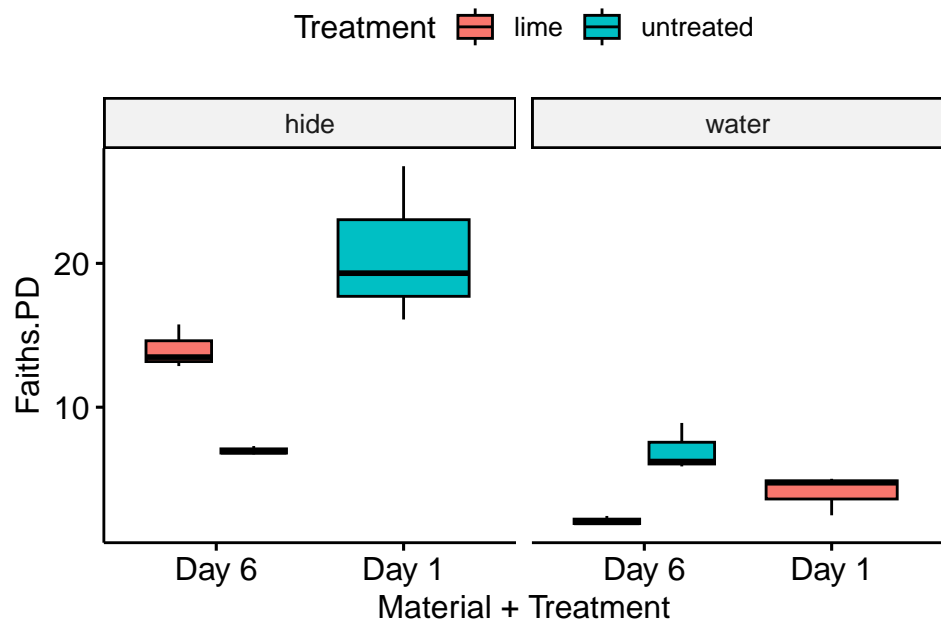 Treatment lime untreated
hide water
Faiths.PD
20
10
Day 6 Day 1 Day 6 Day 1
Material + Treatment